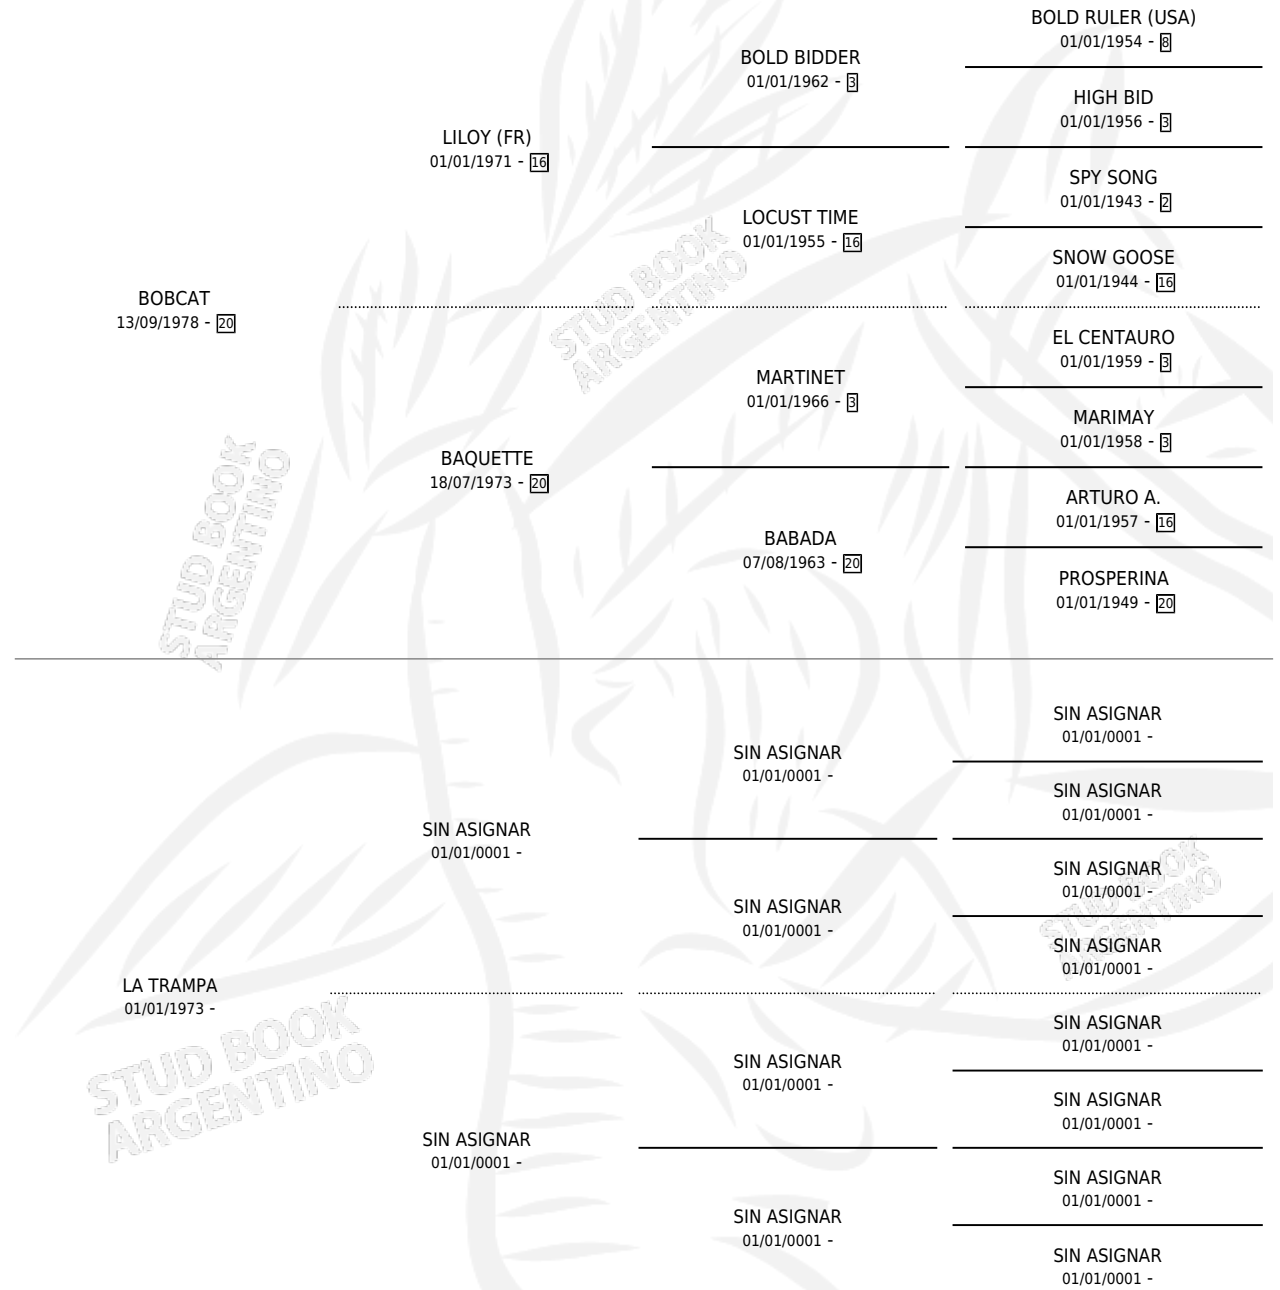 BOLD RULER (USA)
01/01/1954 - 8
BOLD BIDDER
01/01/1962 - 3
HIGH BID
01/01/1956 - 3
LILOY (FR)
01/01/1971 - 16
SPY SONG
01/01/1943 - 2
LOCUST TIME
01/01/1955 - 16
SNOW GOOSE
01/01/1944 - 16
BOBCAT
13/09/1978 - 20
EL CENTAURO
01/01/1959 - 3
MARTINET
01/01/1966 - 3
MARIMAY
01/01/1958 - 3
BAQUETTE
18/07/1973 - 20
ARTURO A.
01/01/1957 - 16
BABADA
07/08/1963 - 20
PROSPERINA
01/01/1949 - 20
STUD BOOK
ARGENTINO
STUD BOOK
ARGENTINO
SIN ASIGNAR
01/01/0001 -
SIN ASIGNAR
01/01/0001 -
SIN ASIGNAR
01/01/0001 -
SIN ASIGNAR
01/01/0001 -
SIN ASIGNAR
01/01/0001 -
SIN ASIGNAR
01/01/0001 -
SIN ASIGNAR
01/01/0001 -
LA TRAMPA
01/01/1973 -
SIN ASIGNAR
01/01/0001 -
SIN ASIGNAR
01/01/0001 -
SIN ASIGNAR
01/01/0001 -
SIN ASIGNAR
01/01/0001 -
SIN ASIGNAR
01/01/0001 -
SIN ASIGNAR
01/01/0001 -
SIN ASIGNAR
01/01/0001 -
STUD BOOK
ARGENTINO
STUD BOOK
ARGENTINO